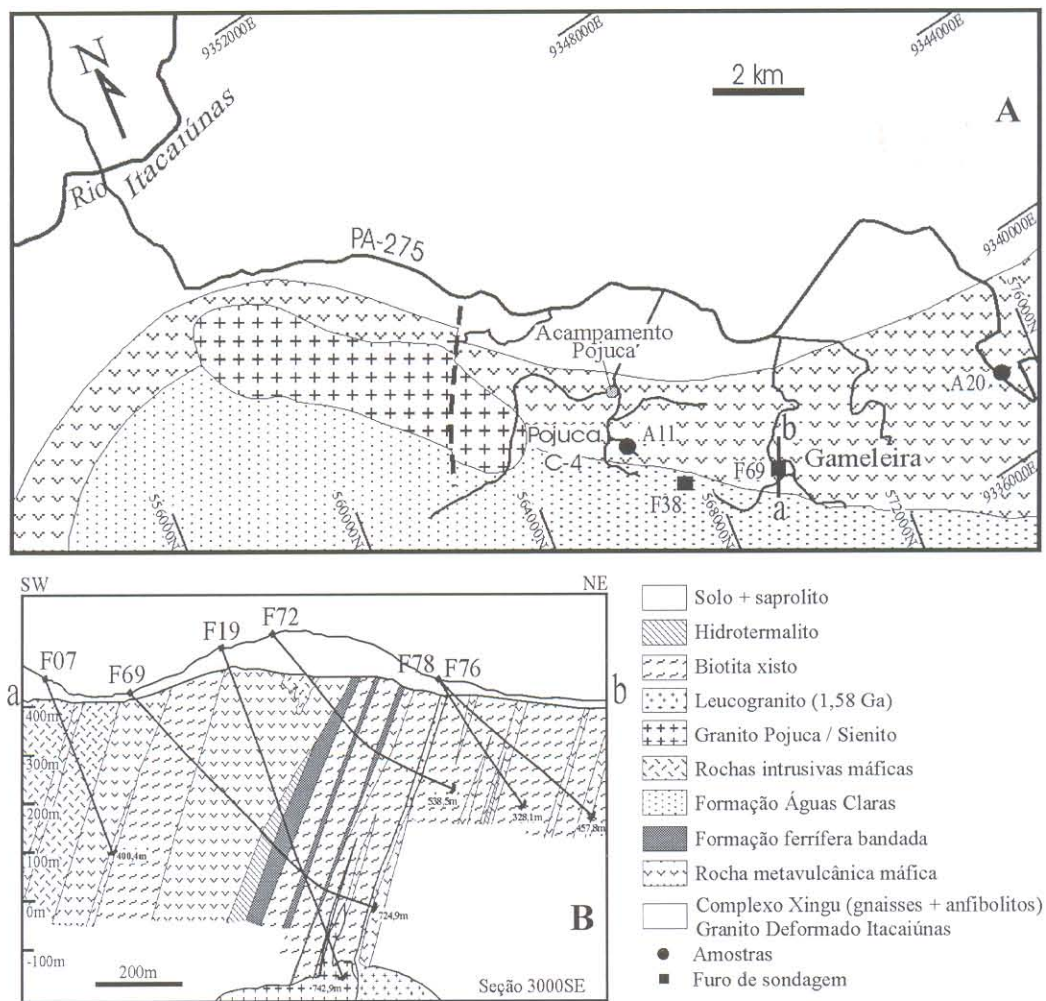 9352000E
9348000E
9344000E
N
2 km
A
Rio Itacaiúnas
PA-275
9340000E
576000N
Acampamento
Pojuca
A20
Pojuca
C-4
A11
b
F69
Gameleira
9336000E
F38
a
556000N
560000N
564000N
568000N
572000N
SW
NE
F07
F69
F19
F72
F78
F76
a
b
400m
300m
200m
100m
0m
-100m
400,4m
538,5m
328,1m
457,8m
724,9m
742,9m
B
200m
Seção 3000SE
Solo + saprolito
Hidrotermalito
Biotita xisto
Leucogranito (1,58 Ga)
Granito Pojuca / Sienito
Rochas intrusivas máficas
Formação Águas Claras
Formação ferrífera bandada
Rocha metavulcânica máfica
Complexo Xingu (gnaisses + anfibolitos)
Granito Deformado Itacaiúnas
Amostras
Furo de sondagem